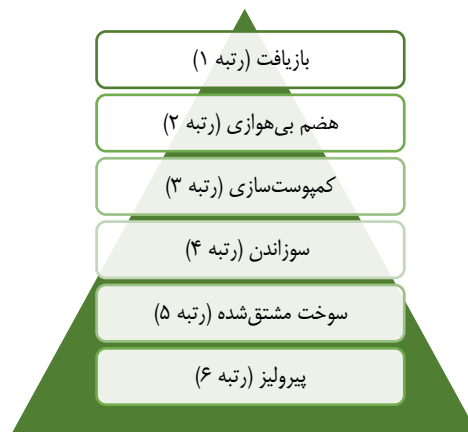 بازیافت (رتبه ۱)
هضم بی‌هوازی (رتبه ۲)
کمپوست‌سازی (رتبه ۳)
سوزاندن (رتبه ۴)
سوخت مشتق‌شده (رتبه ۵)
پیرولیز (رتبه ۶)